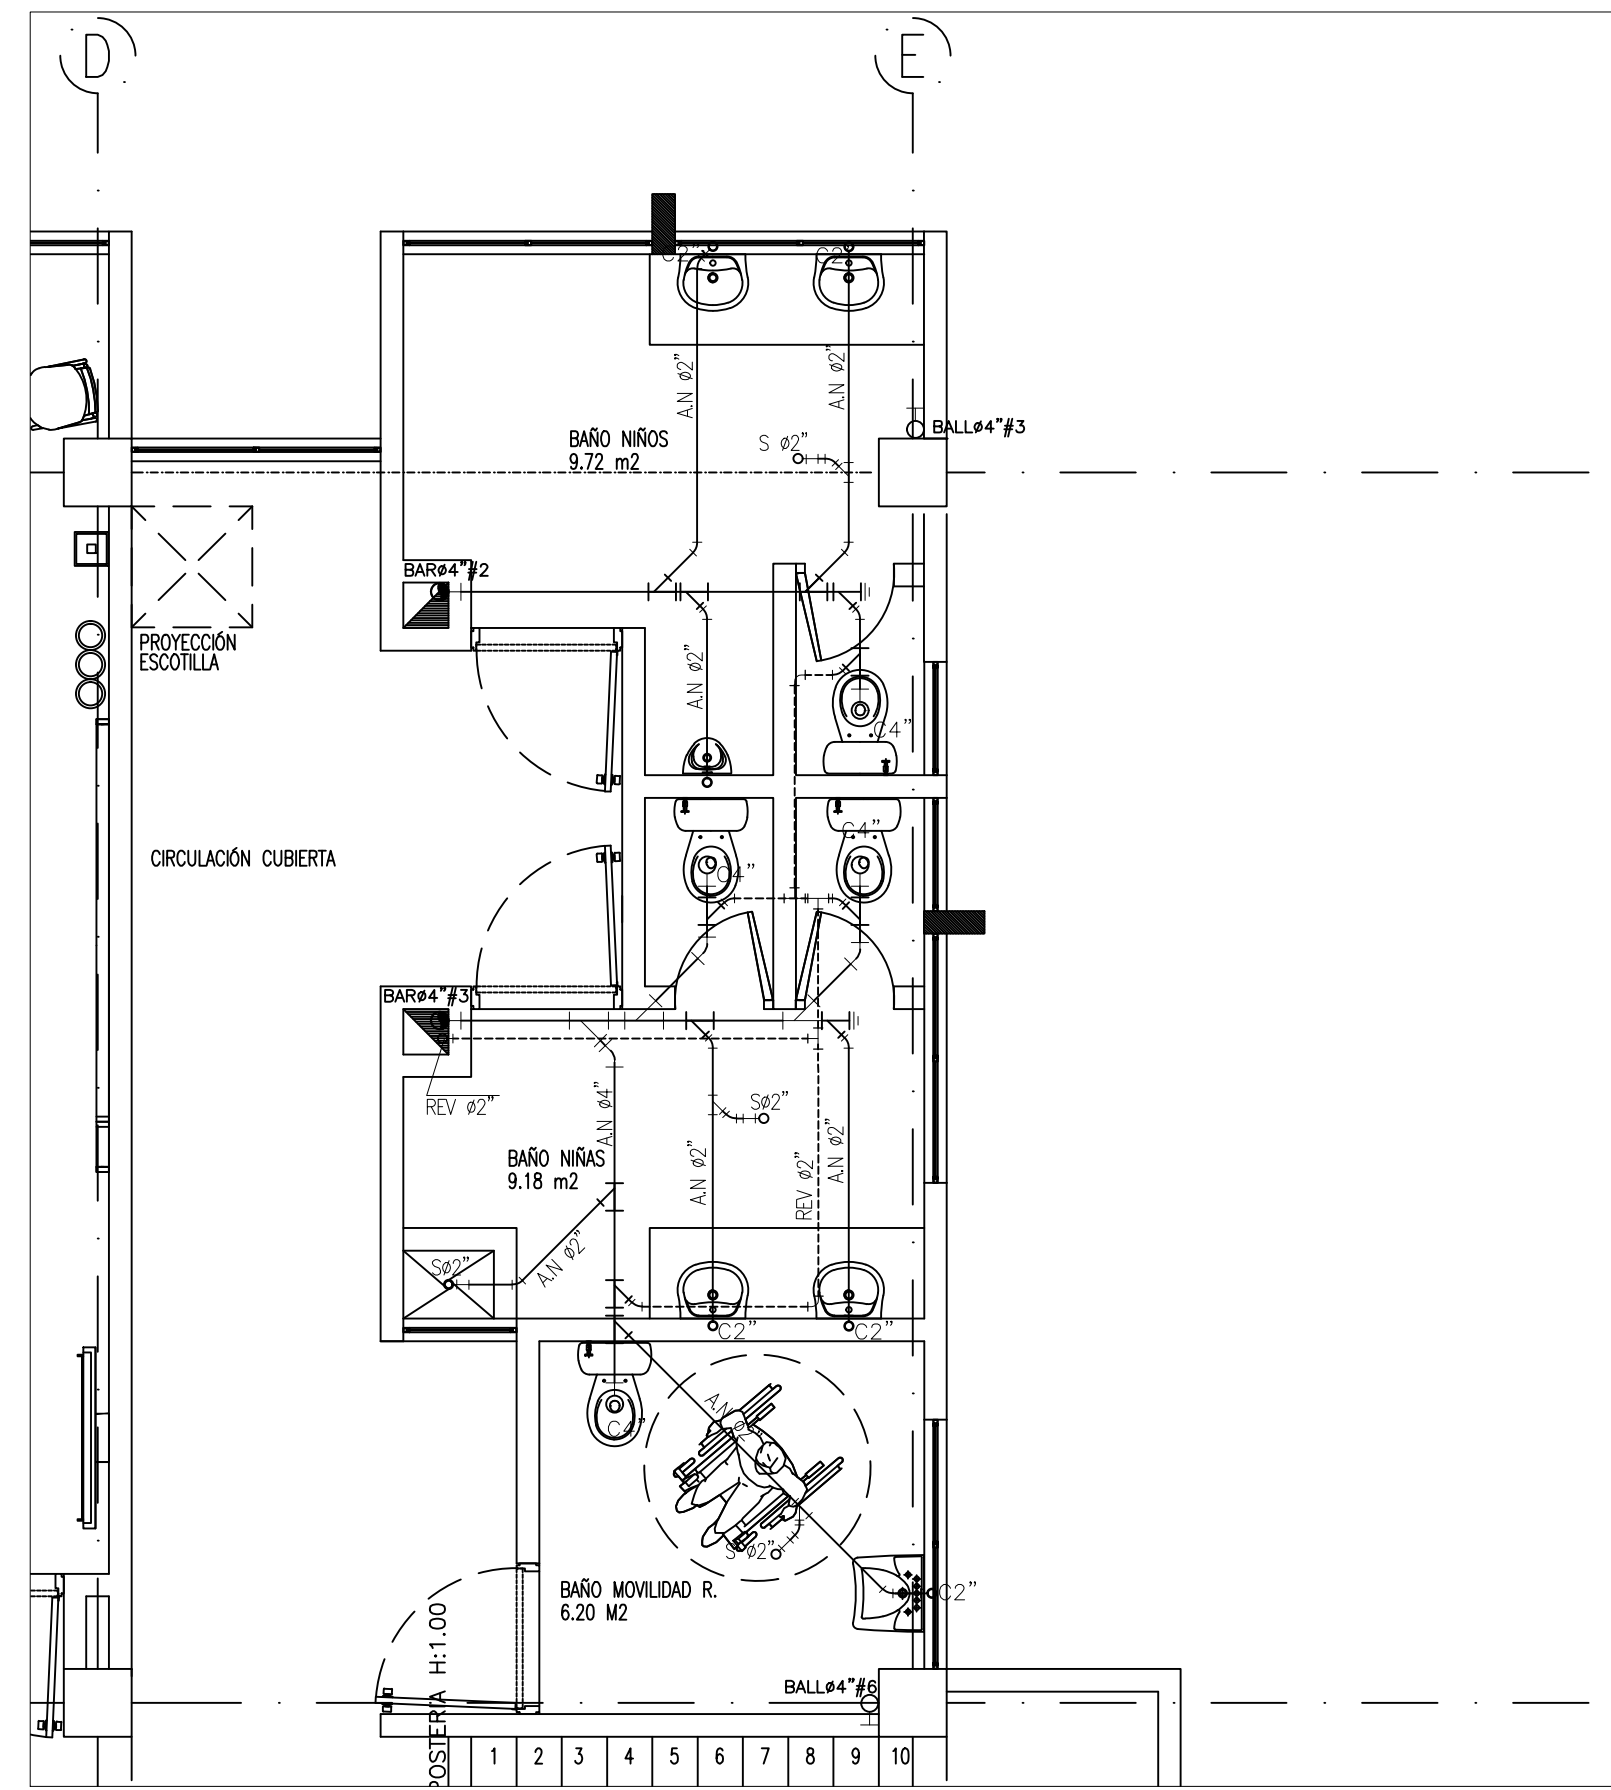 D
E
C2"
C2
A.N ø2"
A.N ø2"
BALLø4"#3
BAÑO NIÑOS
9.72 m2
S ø2"
BARø4"#2
PROYECCIÓN
ESCOTILLA
A.N ø2"
C4"
C4"
C4"
CIRCULACIÓN CUBIERTA
BARø4"#3
REV ø2"
A.N ø4"
Sø2"
BAÑO NIÑAS
9.18 m2
A.N ø2"
REV ø2"
A.N ø2"
A.N ø2"
Sø2"
C2"
C2"
A.N ø2"
C4"
S ø2"
BAÑO MOVILIDAD R.
6.20 M2
C2"
H:1.00
BALLø4"#6
1 2 3 4 5 6 7 8 9 10